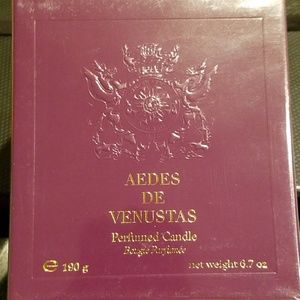 AEDES
DE
VENUSTAS
Perfumed Candle
Bougie Parfumée
190 g net weight 6.7 oz